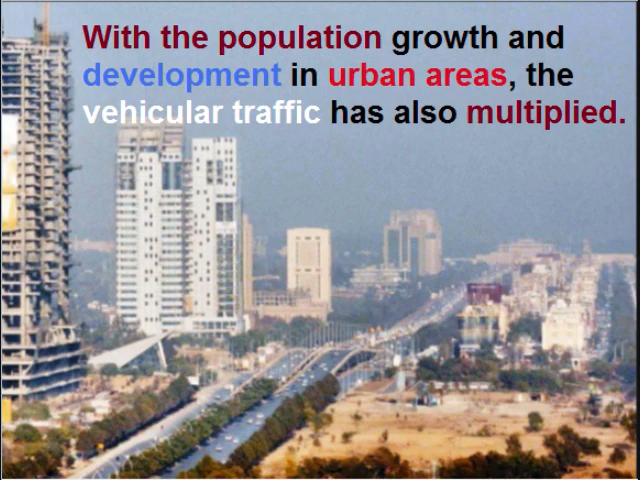 With the population growth and
development in urban areas, the
vehicular traffic has also multiplied.